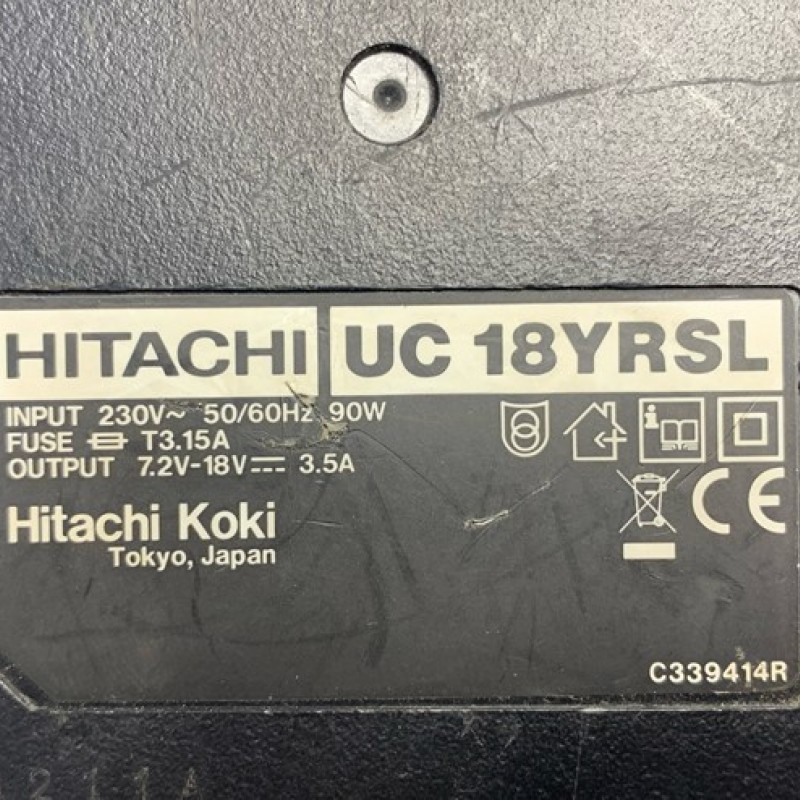 HITACHI UC 18YRSL
INPUT 230V~ 50/60Hz 90W
FUSE T3.15A
OUTPUT 7.2V-18V⎓ 3.5A
Hitachi Koki
Tokyo, Japan
CE
C339414R
211A